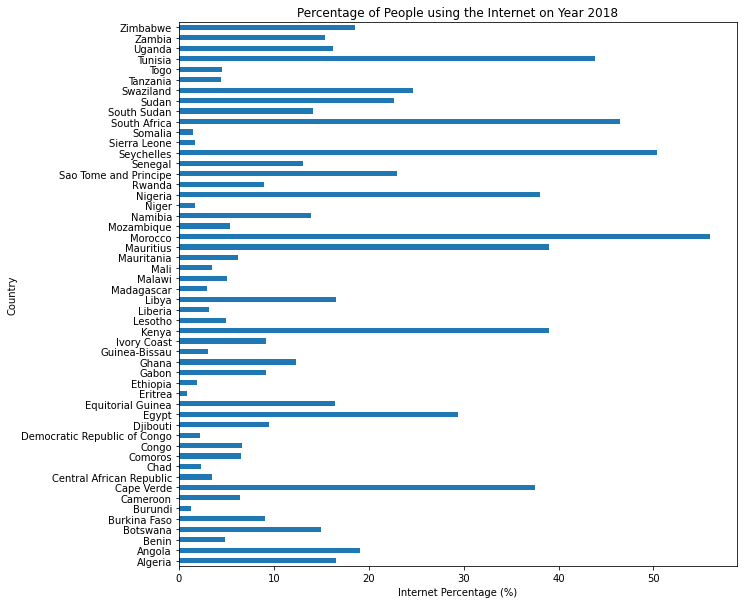 Percentage of People using the Internet on Year 2018
Zimbabwe
Zambia
Uganda
Tunisia
Togo
Tanzania
Swaziland
Sudan
South Sudan
South Africa
Somalia
Sierra Leone
Seychelles
Senegal
Sao Tome and Principe
Rwanda
Nigeria
Niger
Namibia
Mozambique
Morocco
Mauritius
Mauritania
Mali
Malawi
Madagascar
Libya
Liberia
Lesotho
Kenya
Ivory Coast
Guinea-Bissau
Ghana
Gabon
Ethiopia
Eritrea
Equitorial Guinea
Egypt
Djibouti
Democratic Republic of Congo
Congo
Comoros
Chad
Central African Republic
Cape Verde
Cameroon
Burundi
Burkina Faso
Botswana
Benin
Angola
Algeria
Country
0 10 20 30 40 50
Internet Percentage (%)